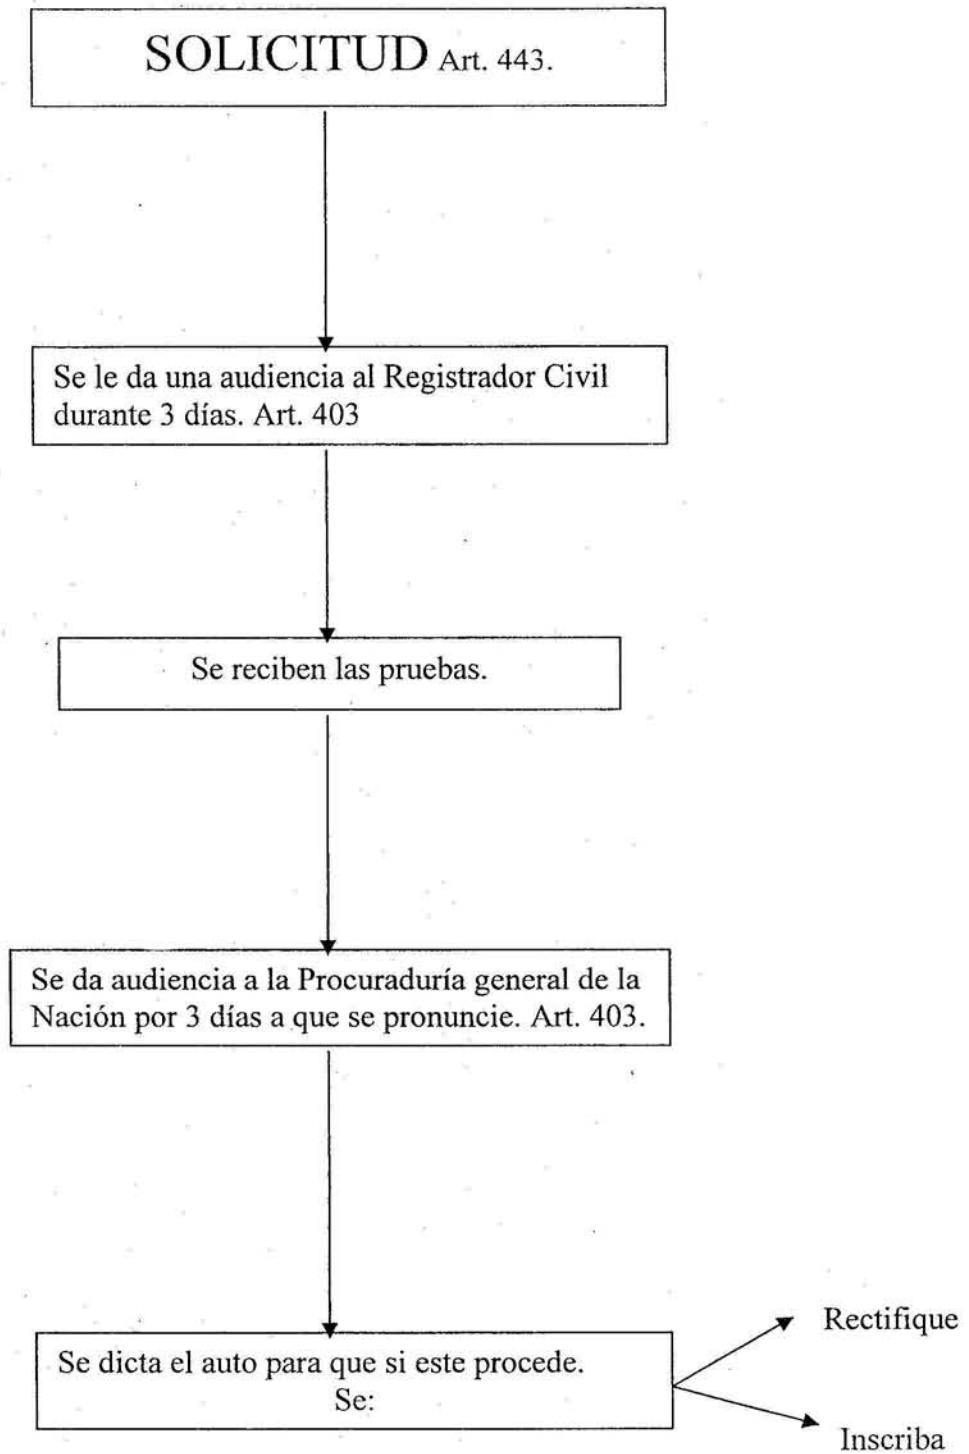 SOLICITUD Art. 443.
Se le da una audiencia al Registrador Civil
durante 3 días. Art. 403
Se reciben las pruebas.
Se da audiencia a la Procuraduría general de la
Nación por 3 días a que se pronuncie. Art. 403.
Se dicta el auto para que si este procede.
Se:
Rectifique
Inscriba